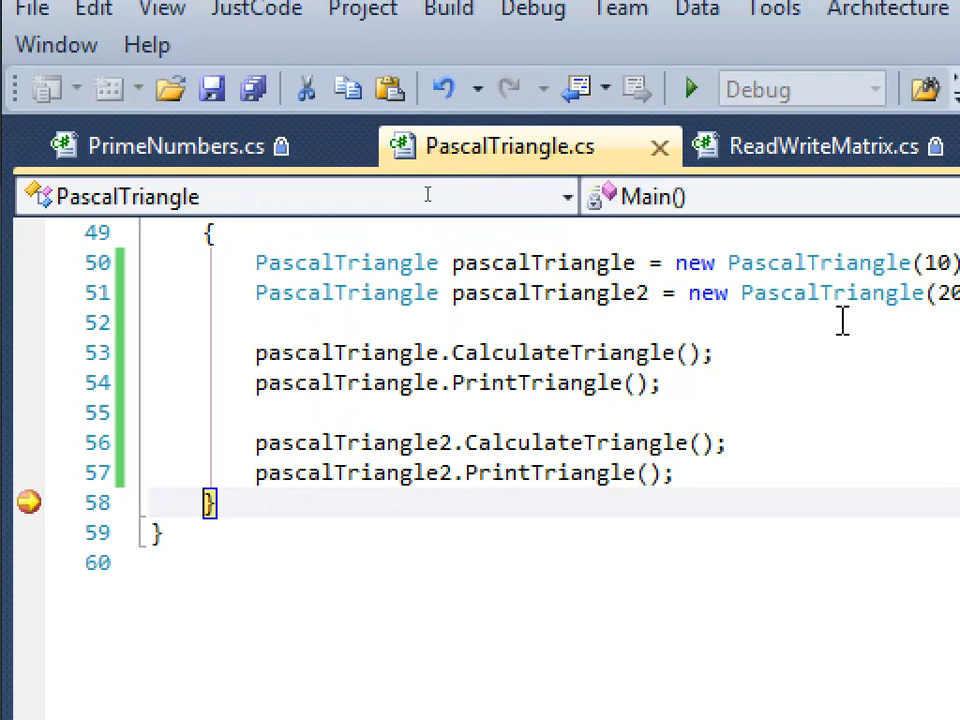 File Edit View JustCode Project Build Debug Team Data Tools Architecture
Window Help
Debug
PrimeNumbers.cs PascalTriangle.cs ReadWriteMatrix.cs
PascalTriangle Main()
49 {
50 PascalTriangle pascalTriangle = new PascalTriangle(10)
51 PascalTriangle pascalTriangle2 = new PascalTriangle(20
52
53 pascalTriangle.CalculateTriangle();
54 pascalTriangle.PrintTriangle();
55
56 pascalTriangle2.CalculateTriangle();
57 pascalTriangle2.PrintTriangle();
58 }
59 }
60